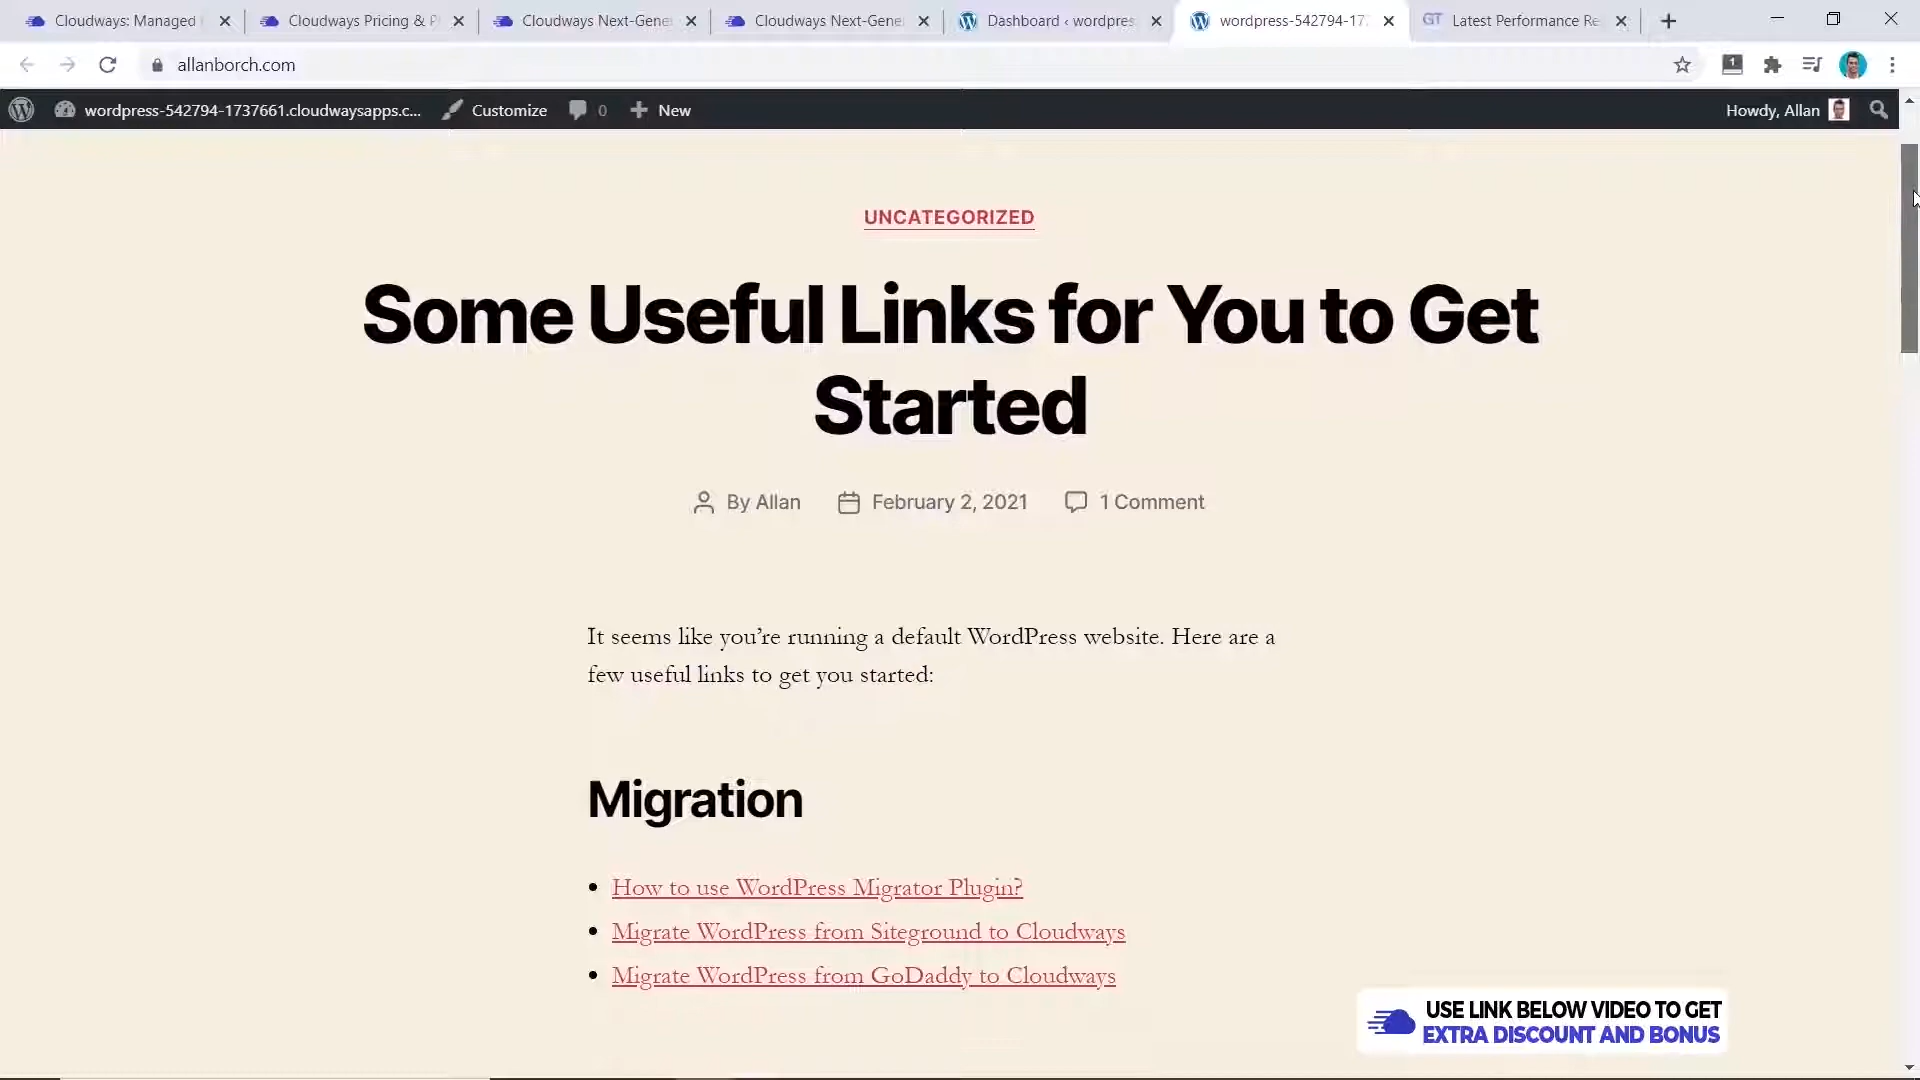 Cloudways: Managed
Cloudways Pricing & P
Cloudways Next-Gene
Cloudways Next-Gene
Dashboard ‹ wordpres
wordpress-542794-17
GT Latest Performance Re
allanborch.com
1
wordpress-542794-1737661.cloudwaysapps.c...
Customize
0
New
Howdy, Allan
UNCATEGORIZED
Some Useful Links for You to Get
Started
By Allan
February 2, 2021
1 Comment
It seems like you’re running a default WordPress website. Here are a
few useful links to get you started:
Migration
How to use WordPress Migrator Plugin?
Migrate WordPress from Siteground to Cloudways
Migrate WordPress from GoDaddy to Cloudways
USE LINK BELOW VIDEO TO GET
EXTRA DISCOUNT AND BONUS